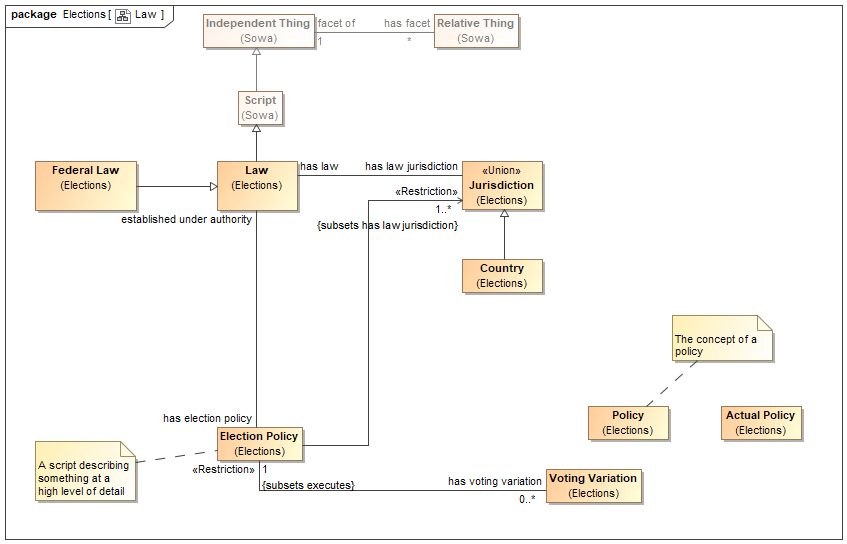 package Elections [ Law ]
Independent Thing
(Sowa)
facet of
has facet
1
*
Relative Thing
(Sowa)
Script
(Sowa)
Federal Law
(Elections)
Law
(Elections)
has law
has law jurisdiction
«Union»
Jurisdiction
(Elections)
«Restriction»
1..*
established under authority
{subsets has law jurisdiction}
Country
(Elections)
The concept of a
policy
Policy
(Elections)
Actual Policy
(Elections)
has election policy
Election Policy
(Elections)
A script describing
something at a
high level of detail
«Restriction»
1
{subsets executes}
has voting variation
0..*
Voting Variation
(Elections)